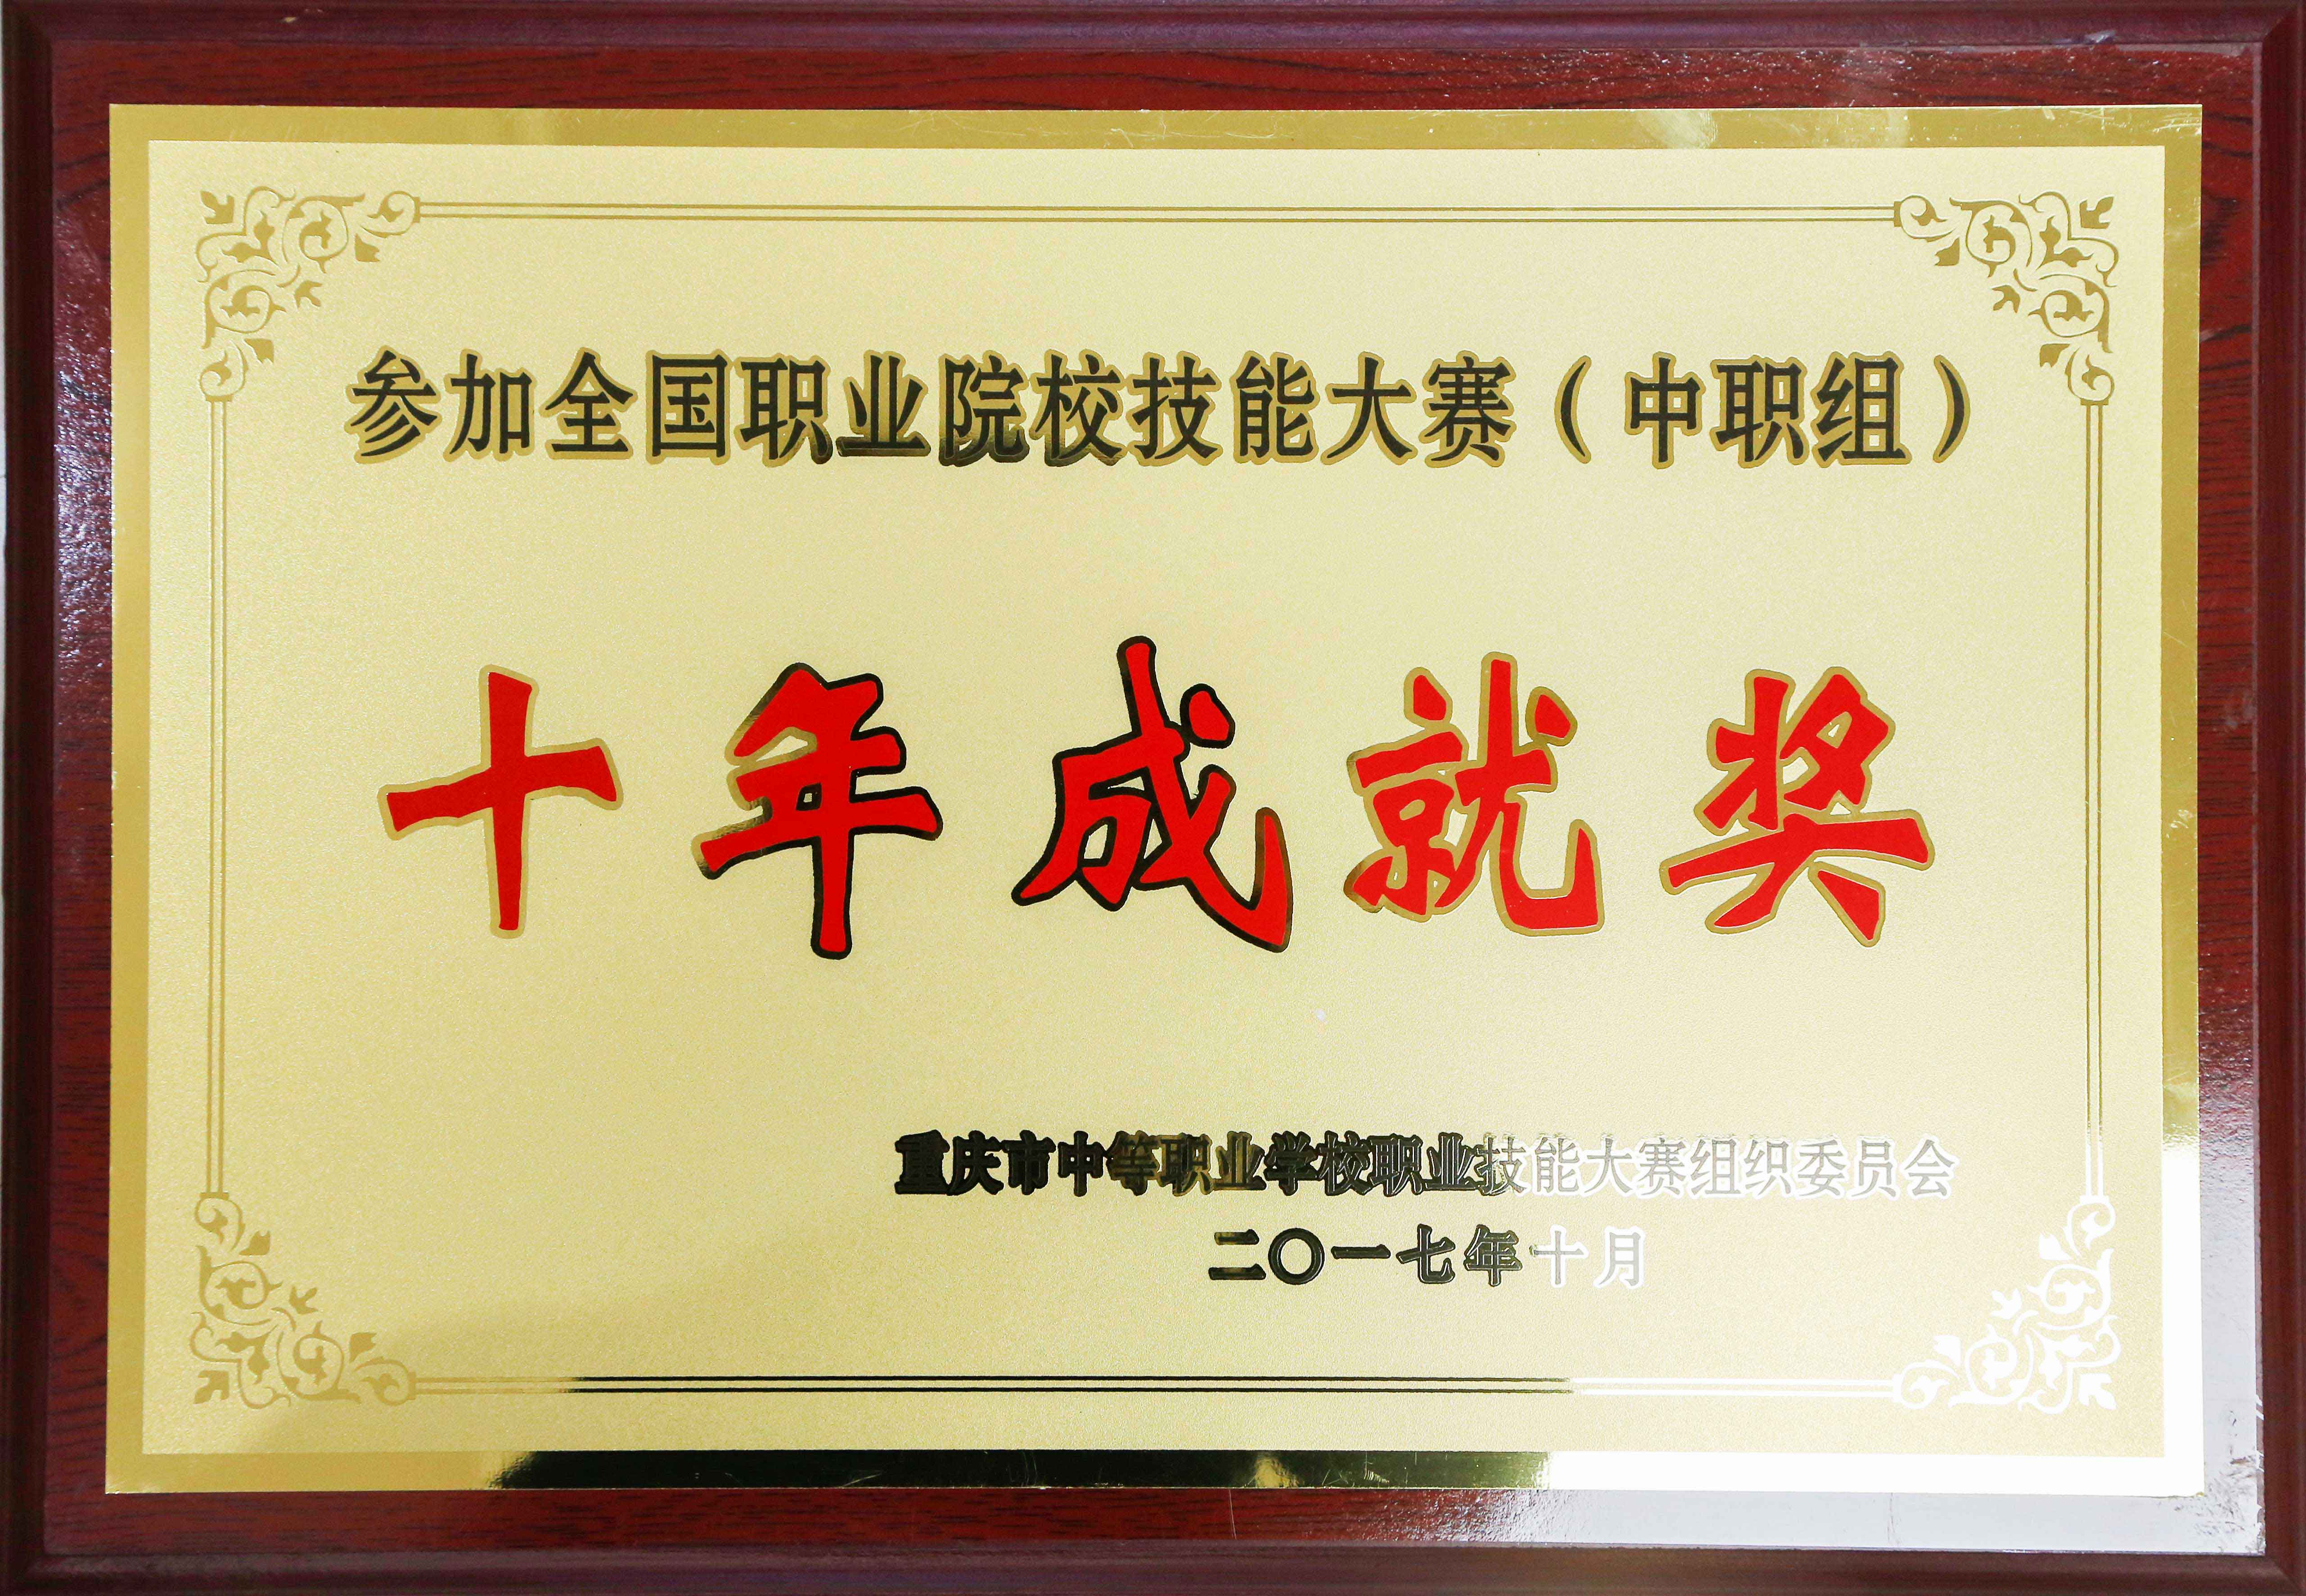 参加全国职业院校技能大赛（中职组）
十年成就奖
重庆市中等职业学校职业技能大赛组织委员会
二〇一七年十月